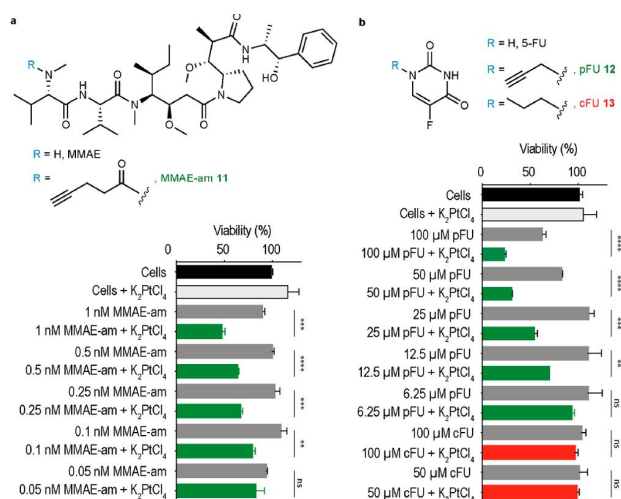 a
R
N
O
H
N
N
O
O
O
O
N
O
O
H
N
OH
R = H, MMAE
R =
O
, MMAE-am 11
Viability (%)
0 50 100
Cells
Cells + K₂PtCl₄
1 nM MMAE-am
1 nM MMAE-am + K₂PtCl₄
***
0.5 nM MMAE-am
0.5 nM MMAE-am + K₂PtCl₄
****
0.25 nM MMAE-am
0.25 nM MMAE-am + K₂PtCl₄
***
0.1 nM MMAE-am
0.1 nM MMAE-am + K₂PtCl₄
**
0.05 nM MMAE-am
0.05 nM MMAE-am + K₂PtCl₄
ns
b
R
N
O
NH
O
F
R = H, 5-FU
R =
, pFU 12
R =
, cFU 13
Viability (%)
0 50 100
Cells
Cells + K₂PtCl₄
100 µM pFU
100 µM pFU + K₂PtCl₄
****
50 µM pFU
50 µM pFU + K₂PtCl₄
****
25 µM pFU
25 µM pFU + K₂PtCl₄
***
12.5 µM pFU
12.5 µM pFU + K₂PtCl₄
**
6.25 µM pFU
6.25 µM pFU + K₂PtCl₄
ns
100 µM cFU
100 µM cFU + K₂PtCl₄
ns
50 µM cFU
50 µM cFU + K₂PtCl₄
ns